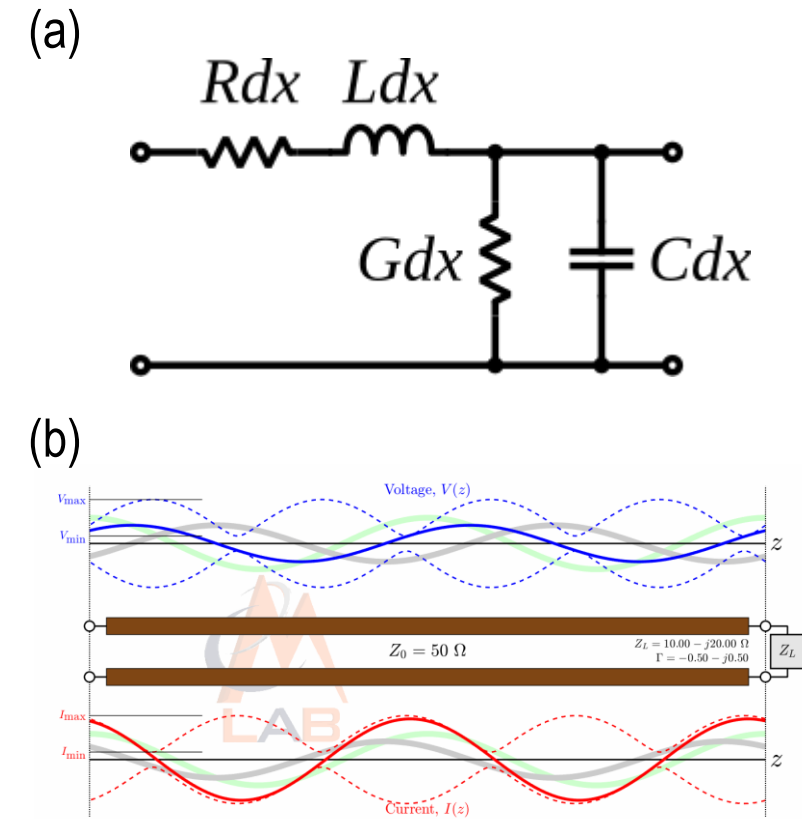 (a)
Rdx Ldx
Gdx
Cdx
(b)
Voltage, V(z)
Vmax
Vmin
z
Z0 = 50 Ω
ZL = 10.00 − j20.00 Ω
Γ = −0.50 − j0.50
ZL
LAB
Imax
Imin
z
Current, I(z)